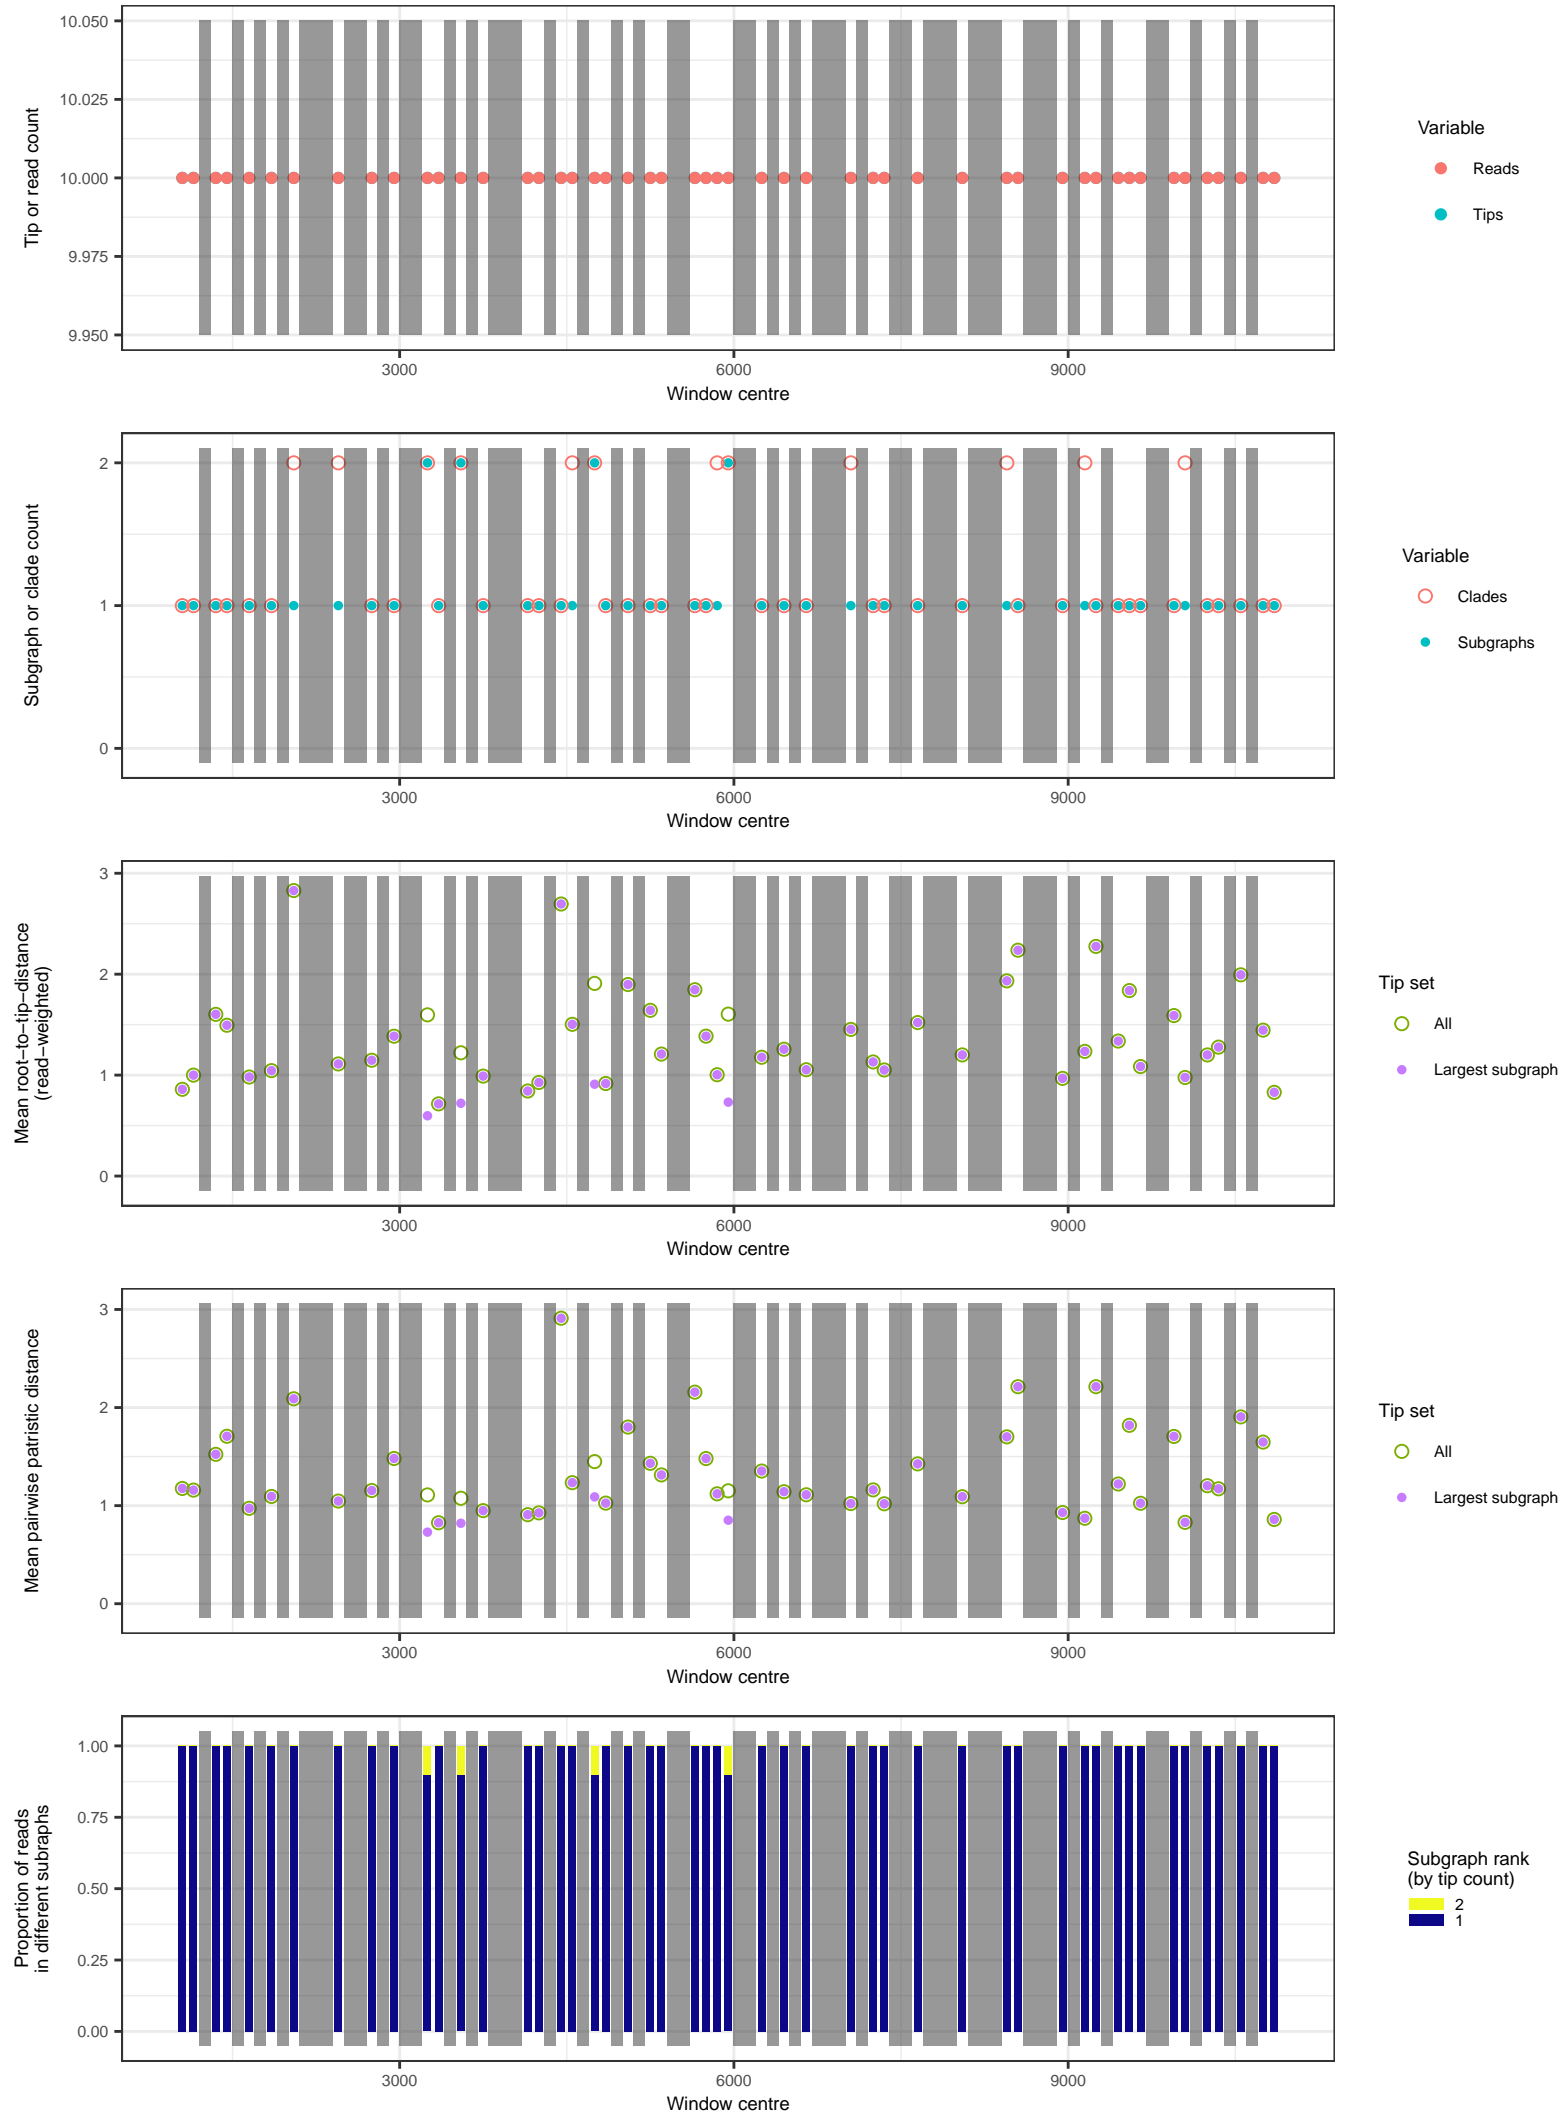 10.050
10.025
10.000
9.975
9.950
Tip or read count
3000
6000
9000
Window centre
Variable
Reads
Tips
2
1
0
Subgraph or clade count
3000
6000
9000
Window centre
Variable
Clades
Subgraphs
3
2
1
0
Mean root−to−tip−distance
(read−weighted)
3000
6000
9000
Window centre
Tip set
All
Largest subgraph
3
2
1
0
Mean pairwise patristic distance
3000
6000
9000
Window centre
Tip set
All
Largest subgraph
1.00
0.75
0.50
0.25
0.00
Proportion of reads
in different subraphs
3000
6000
9000
Window centre
Subgraph rank
(by tip count)
2
1